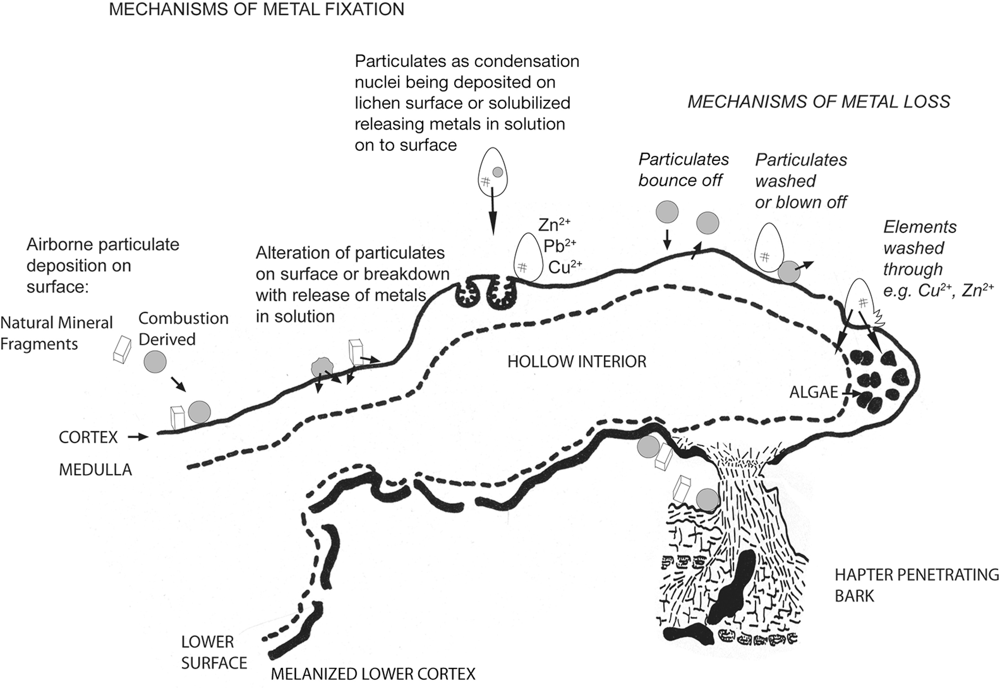 MECHANISMS OF METAL FIXATION
Particulates as condensation
nuclei being deposited on
lichen surface or solubilized
releasing metals in solution
on to surface
MECHANISMS OF METAL LOSS
Particulates
bounce off
Particulates
washed
or blown off
Elements
washed
through
e.g. Cu²⁺, Zn²⁺
Zn²⁺
Pb²⁺
Cu²⁺
Airborne particulate
deposition on
surface:
Natural Mineral
Fragments
Combustion
Derived
Alteration of particulates
on surface or breakdown
with release of metals
in solution
HOLLOW INTERIOR
ALGAE
CORTEX
MEDULLA
HAPTER PENETRATING
BARK
LOWER
SURFACE
MELANIZED LOWER CORTEX